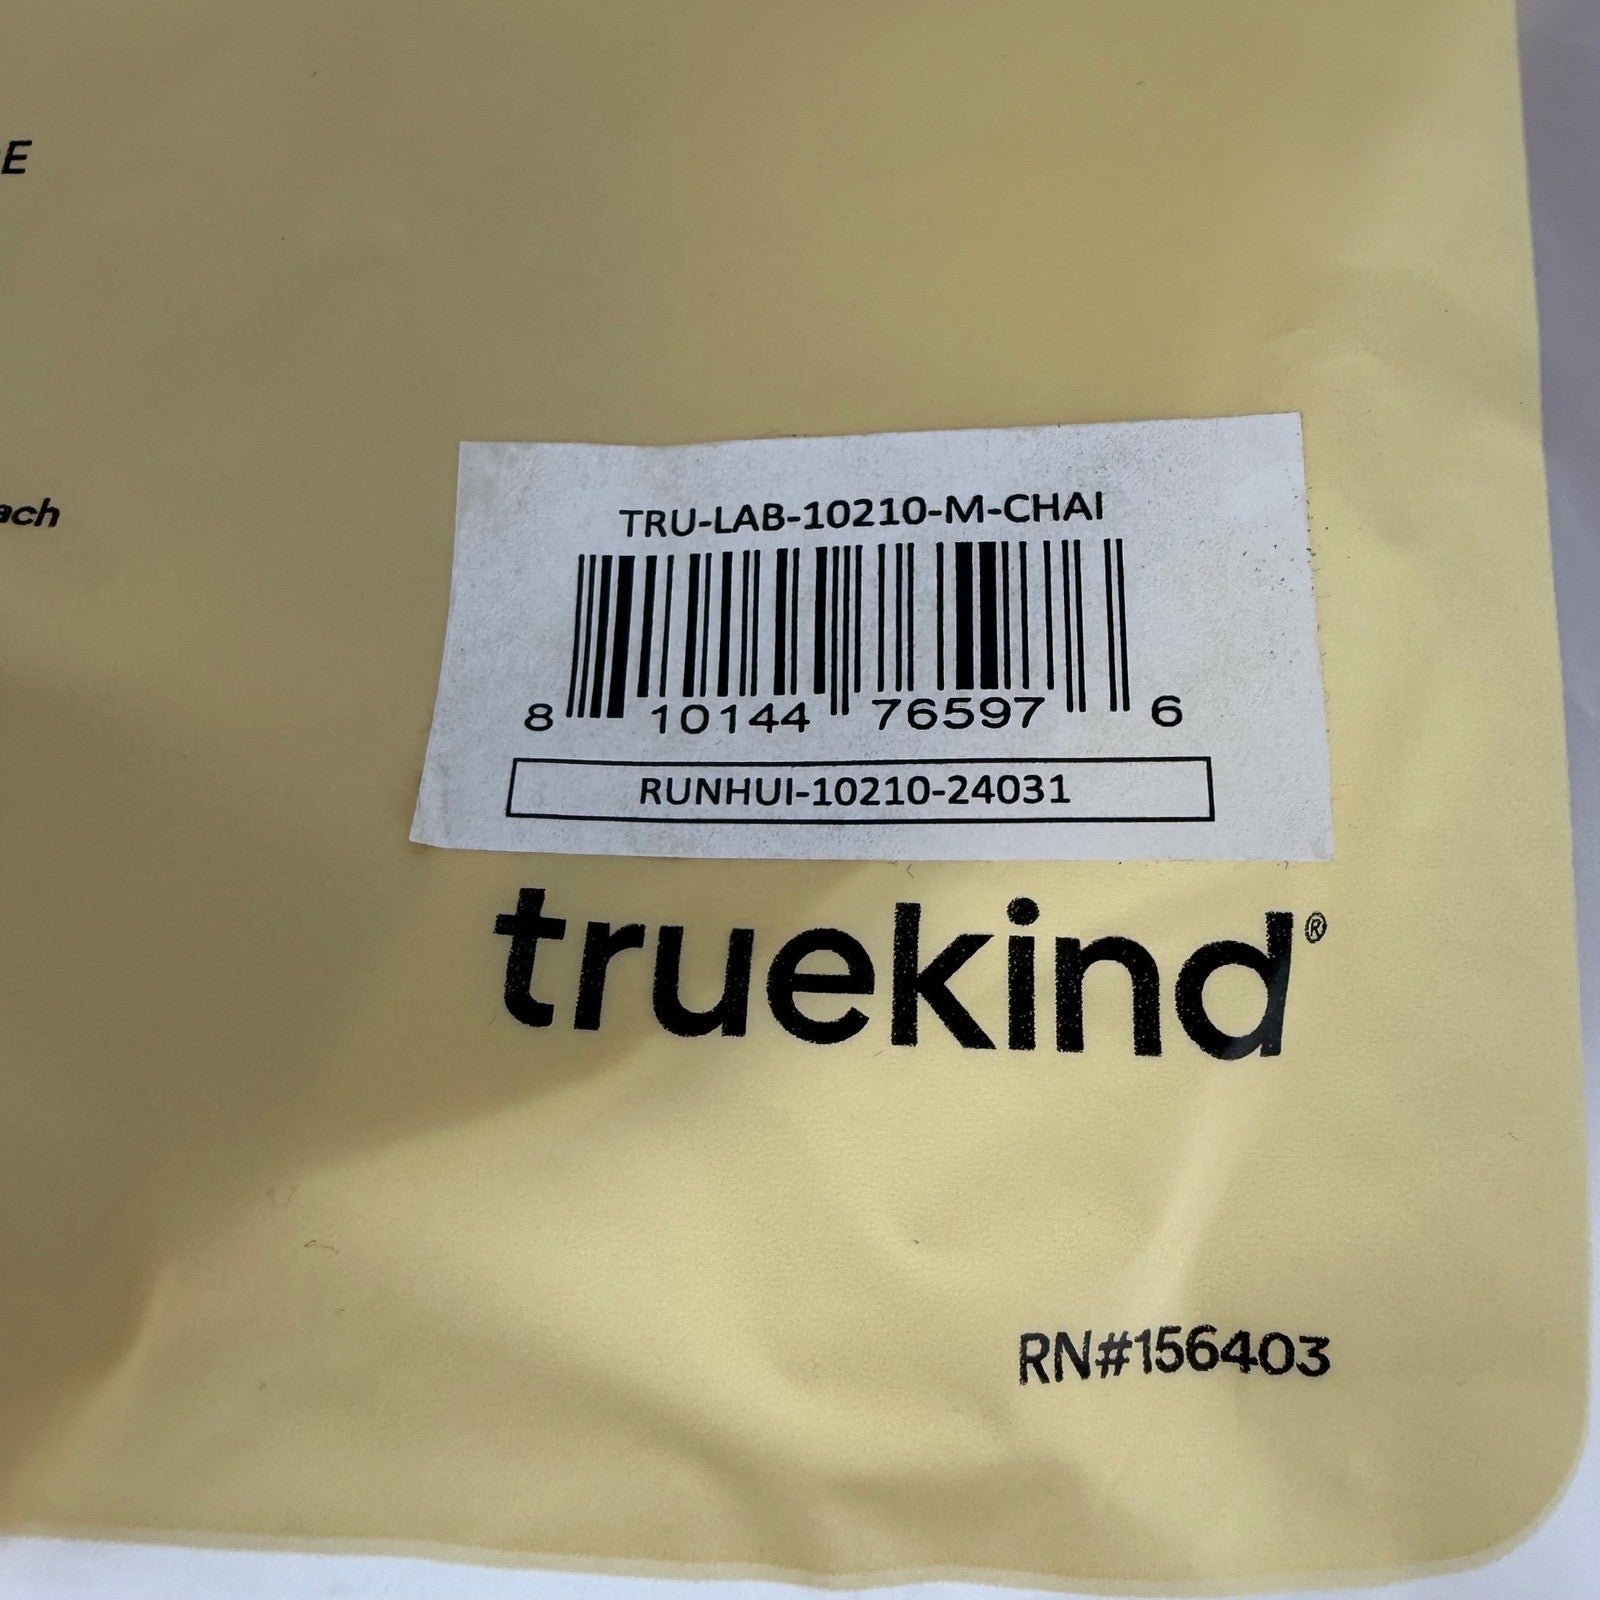 TRU-LAB-10210-M-CHAI
8 10144 76597 6
RUNHUI-10210-24031
truekind®
RN#156403